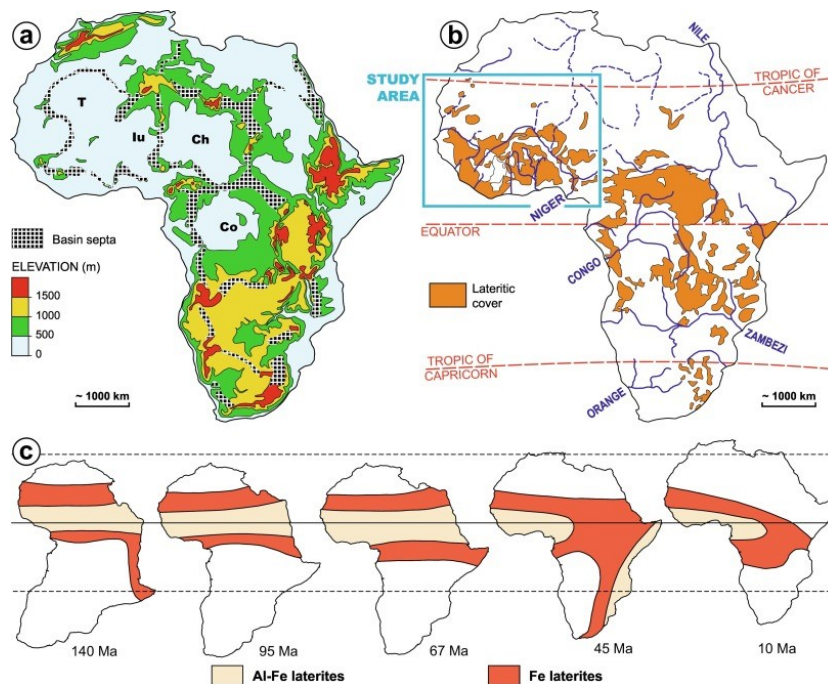 a
T
Iu
Ch
Co
Basin septa
ELEVATION (m)
1500
1000
500
0
~ 1000 km
b
STUDY
AREA
NILE
TROPIC OF
CANCER
NIGER
EQUATOR
CONGO
Lateritic
cover
ZAMBEZI
TROPIC OF
CAPRICORN
ORANGE
~ 1000 km
c
140 Ma
95 Ma
67 Ma
45 Ma
10 Ma
Al-Fe laterites
Fe laterites